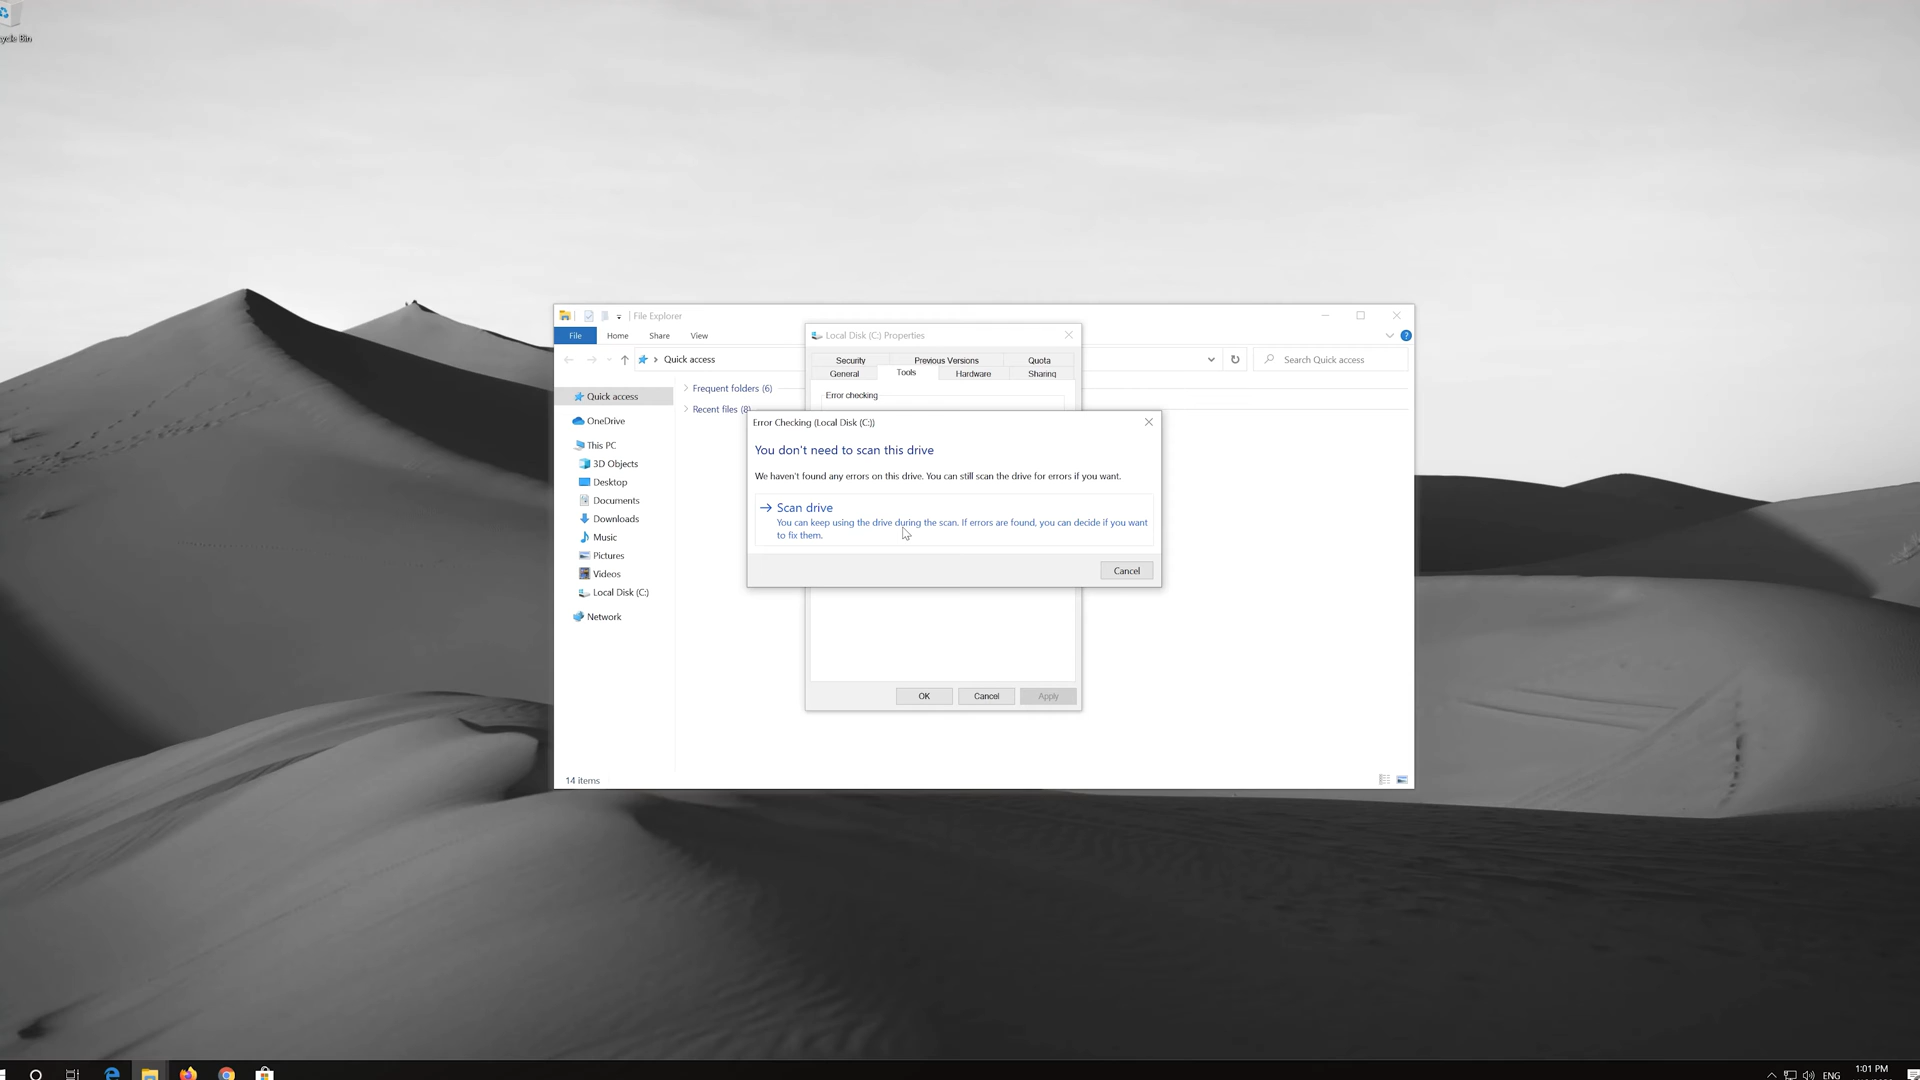 ycle Bin
File Explorer
File
Home
Share
View
Quick access
Search Quick access
Quick access
OneDrive
This PC
3D Objects
Desktop
Documents
Downloads
Music
Pictures
Videos
Local Disk (C:)
Network
Frequent folders (6)
Recent files (8)
14 items
Local Disk (C:) Properties
Security
Previous Versions
Quota
General
Tools
Hardware
Sharing
Error checking
Error Checking (Local Disk (C:))
You don't need to scan this drive
We haven't found any errors on this drive. You can still scan the drive for errors if you want.
Scan drive
You can keep using the drive during the scan. If errors are found, you can decide if you want
to fix them.
Cancel
OK
Cancel
Apply
ENG
1:01 PM